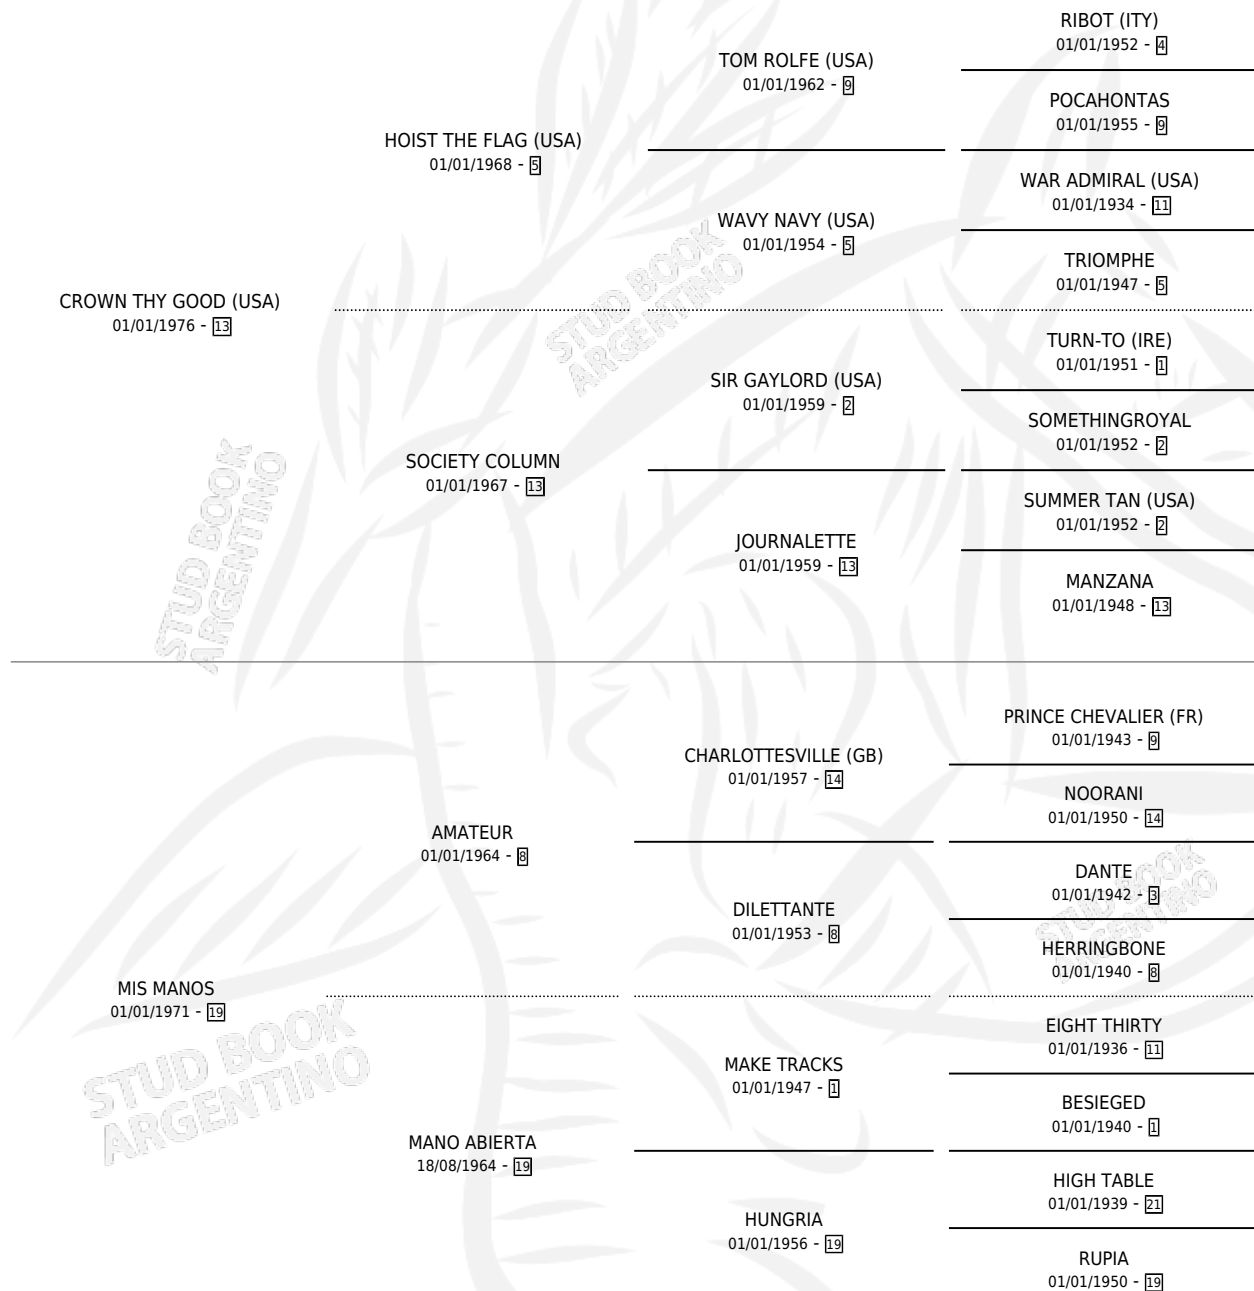 RIBOT (ITY)
01/01/1952 - 4
TOM ROLFE (USA)
01/01/1962 - 9
POCAHONTAS
01/01/1955 - 9
HOIST THE FLAG (USA)
01/01/1968 - 5
WAR ADMIRAL (USA)
01/01/1934 - 11
WAVY NAVY (USA)
01/01/1954 - 5
TRIOMPHE
01/01/1947 - 5
CROWN THY GOOD (USA)
01/01/1976 - 13
TURN-TO (IRE)
01/01/1951 - 1
SIR GAYLORD (USA)
01/01/1959 - 2
SOMETHINGROYAL
01/01/1952 - 2
SOCIETY COLUMN
01/01/1967 - 13
SUMMER TAN (USA)
01/01/1952 - 2
JOURNALETTE
01/01/1959 - 13
MANZANA
01/01/1948 - 13
PRINCE CHEVALIER (FR)
01/01/1943 - 9
CHARLOTTESVILLE (GB)
01/01/1957 - 14
NOORANI
01/01/1950 - 14
AMATEUR
01/01/1964 - 8
DANTE
01/01/1942 - 3
DILETTANTE
01/01/1953 - 8
HERRINGBONE
01/01/1940 - 8
MIS MANOS
01/01/1971 - 19
EIGHT THIRTY
01/01/1936 - 11
MAKE TRACKS
01/01/1947 - 1
BESIEGED
01/01/1940 - 1
MANO ABIERTA
18/08/1964 - 19
HIGH TABLE
01/01/1939 - 21
HUNGRIA
01/01/1956 - 19
RUPIA
01/01/1950 - 19
STUD BOOK
ARGENTINO
STUD BOOK
ARGENTINO
STUD BOOK
ARGENTINO
STUD BOOK
ARGENTINO